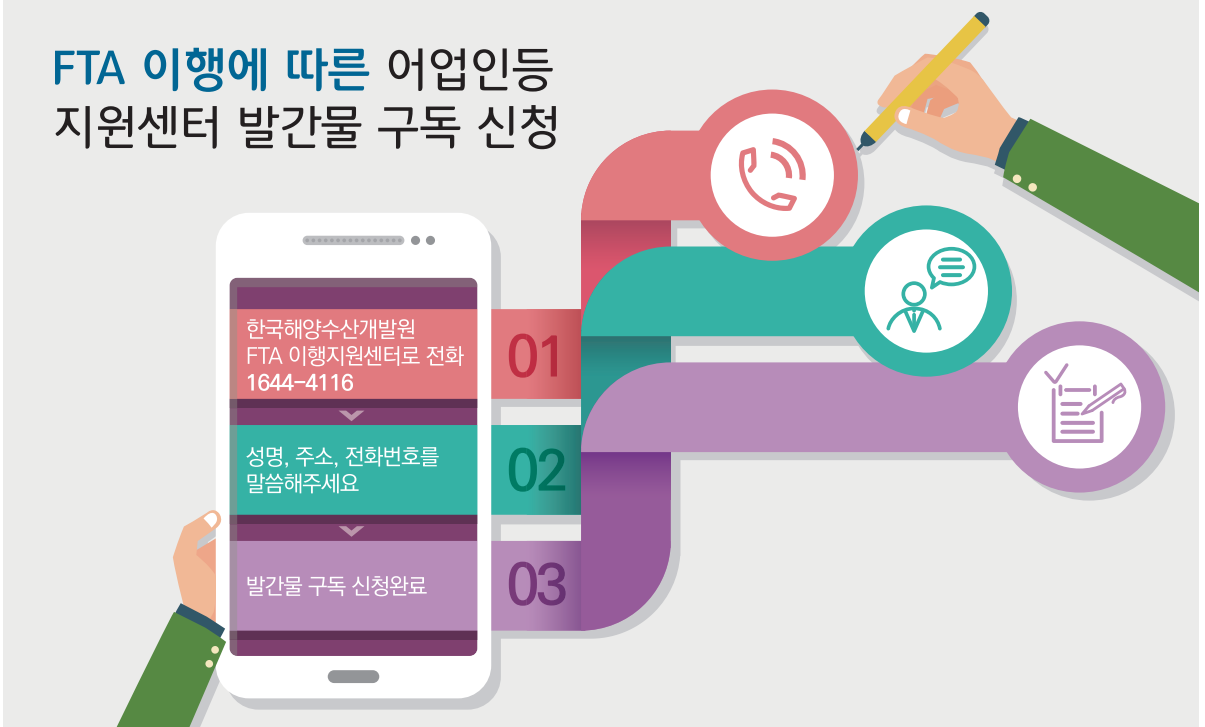 FTA 이행에 따른 어업인등
지원센터 발간물 구독 신청
한국해양수산개발원
FTA 이행지원센터로 전화
1644-4116
01
성명, 주소, 전화번호를
말씀해주세요
02
발간물 구독 신청완료
03